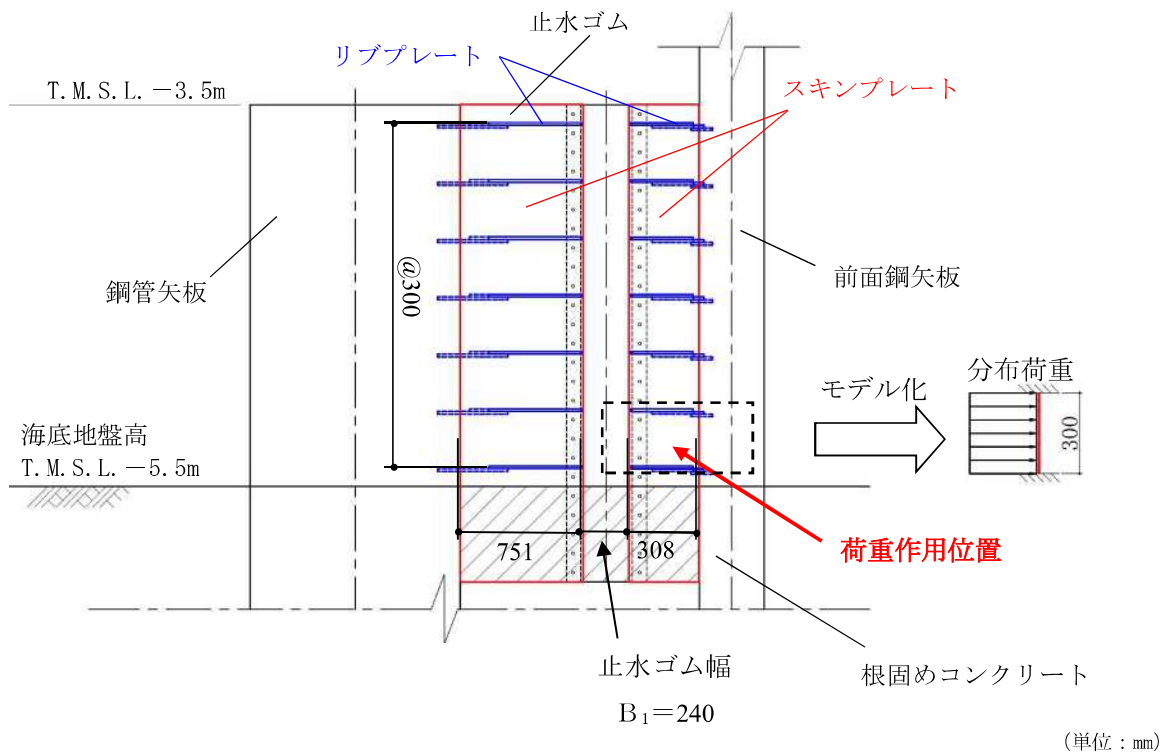 止水ゴム
リブプレート
T.M.S.L.－3.5m
スキンプレート
@300
鋼管矢板
前面鋼矢板
モデル化
分布荷重
300
海底地盤高
T.M.S.L.－5.5m
751
308
荷重作用位置
止水ゴム幅
B₁＝240
根固めコンクリート
(単位：mm)